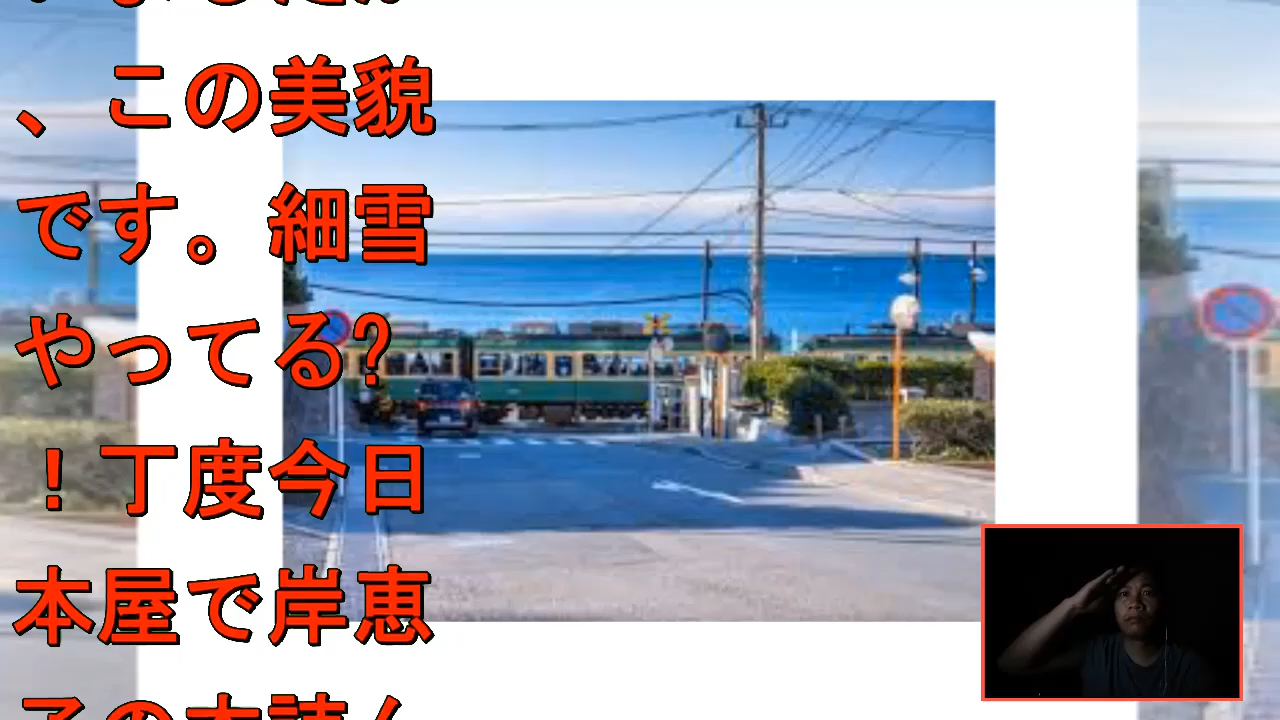 、この美貌
です。細雪
やってる?
！丁度今日
本屋で岸恵